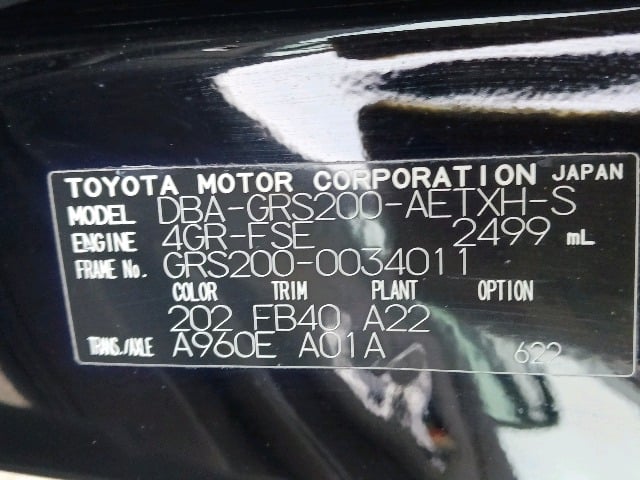 TOYOTA MOTOR CORPORATION JAPAN
MODEL DBA-GRS200-AETXH-S
ENGINE 4GR-FSE 2499 mL
FRAME No. GRS200-0034011
COLOR TRIM PLANT OPTION
202 FB40 A22
TRANS./AXLE A960E A01A 622